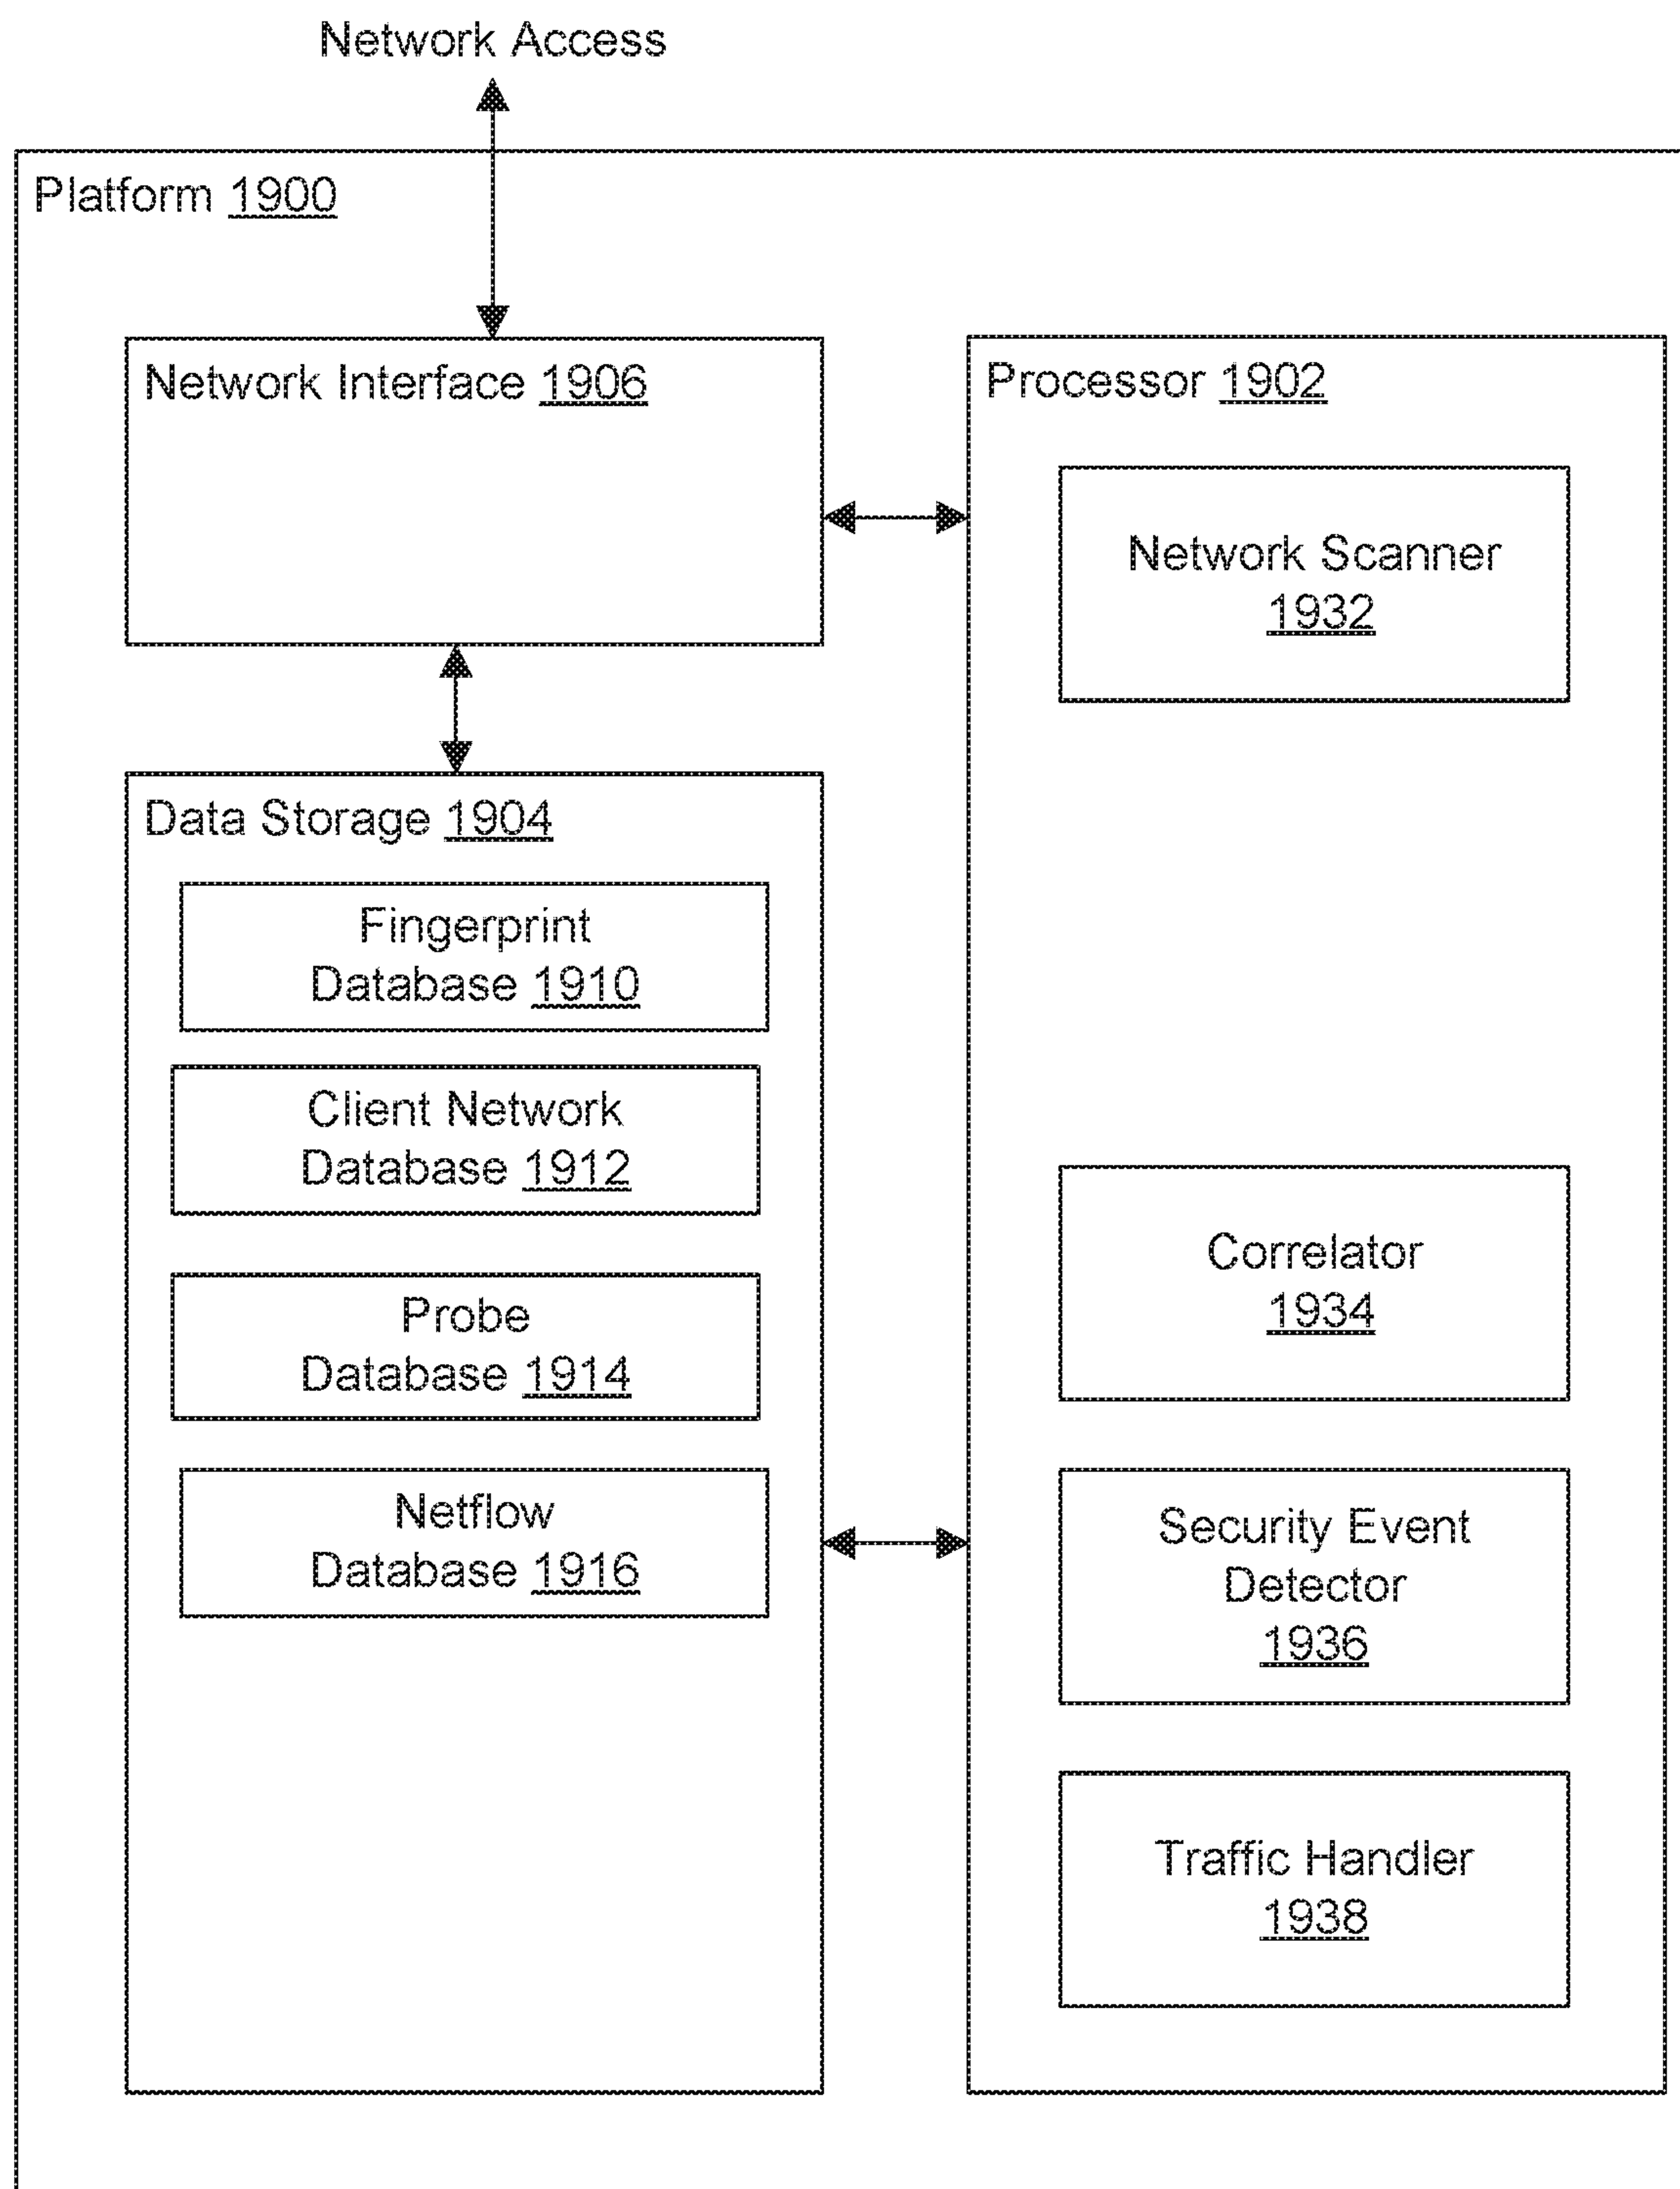 Network Access
Platform 1900
Network Interface 1906
Processor 1902
Network Scanner
1932
Data Storage 1904
Fingerprint
Database 1910
Client Network
Database 1912
Probe
Database 1914
Netflow
Database 1916
Correlator
1934
Security Event
Detector
1936
Traffic Handler
1938